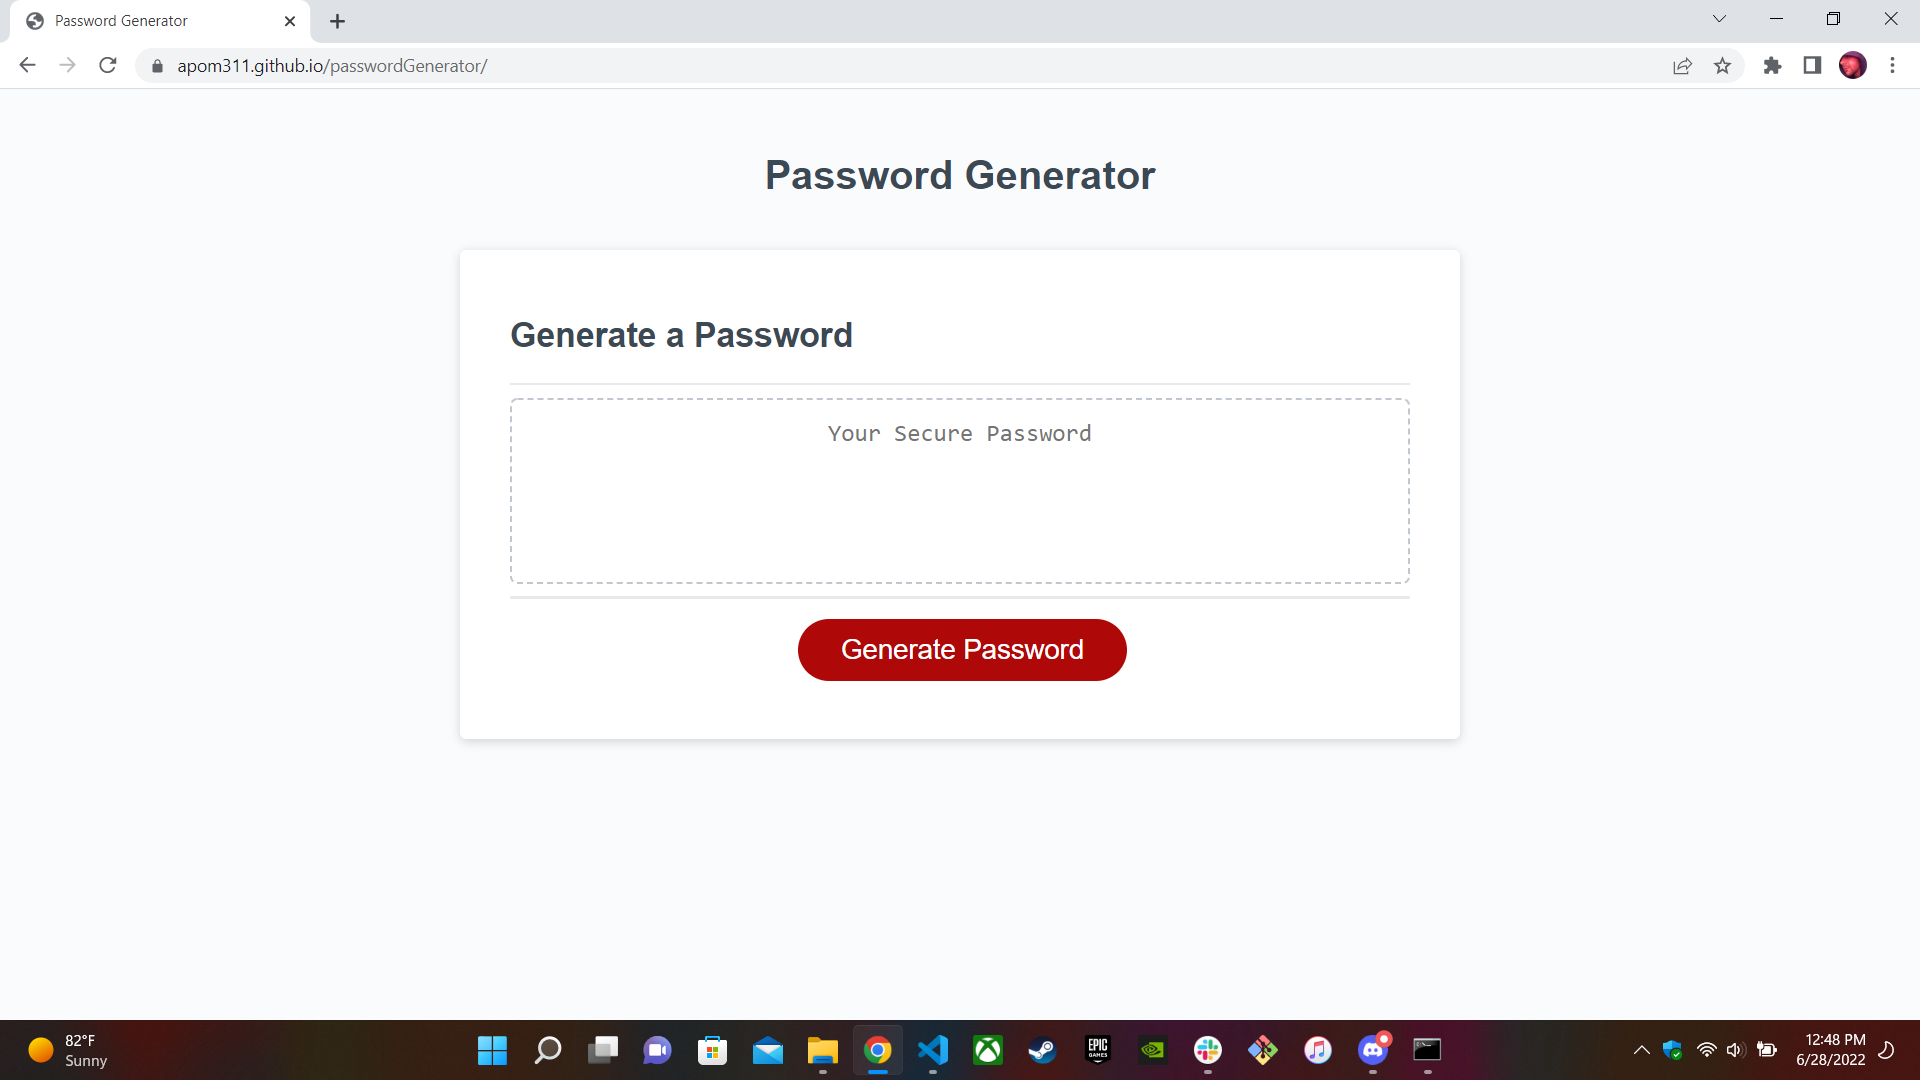 Password Generator
apom311.github.io/passwordGenerator/
Password Generator
Generate a Password
Your Secure Password
Generate Password
82°F
Sunny
EPIC
GAMES
12:48 PM
6/28/2022